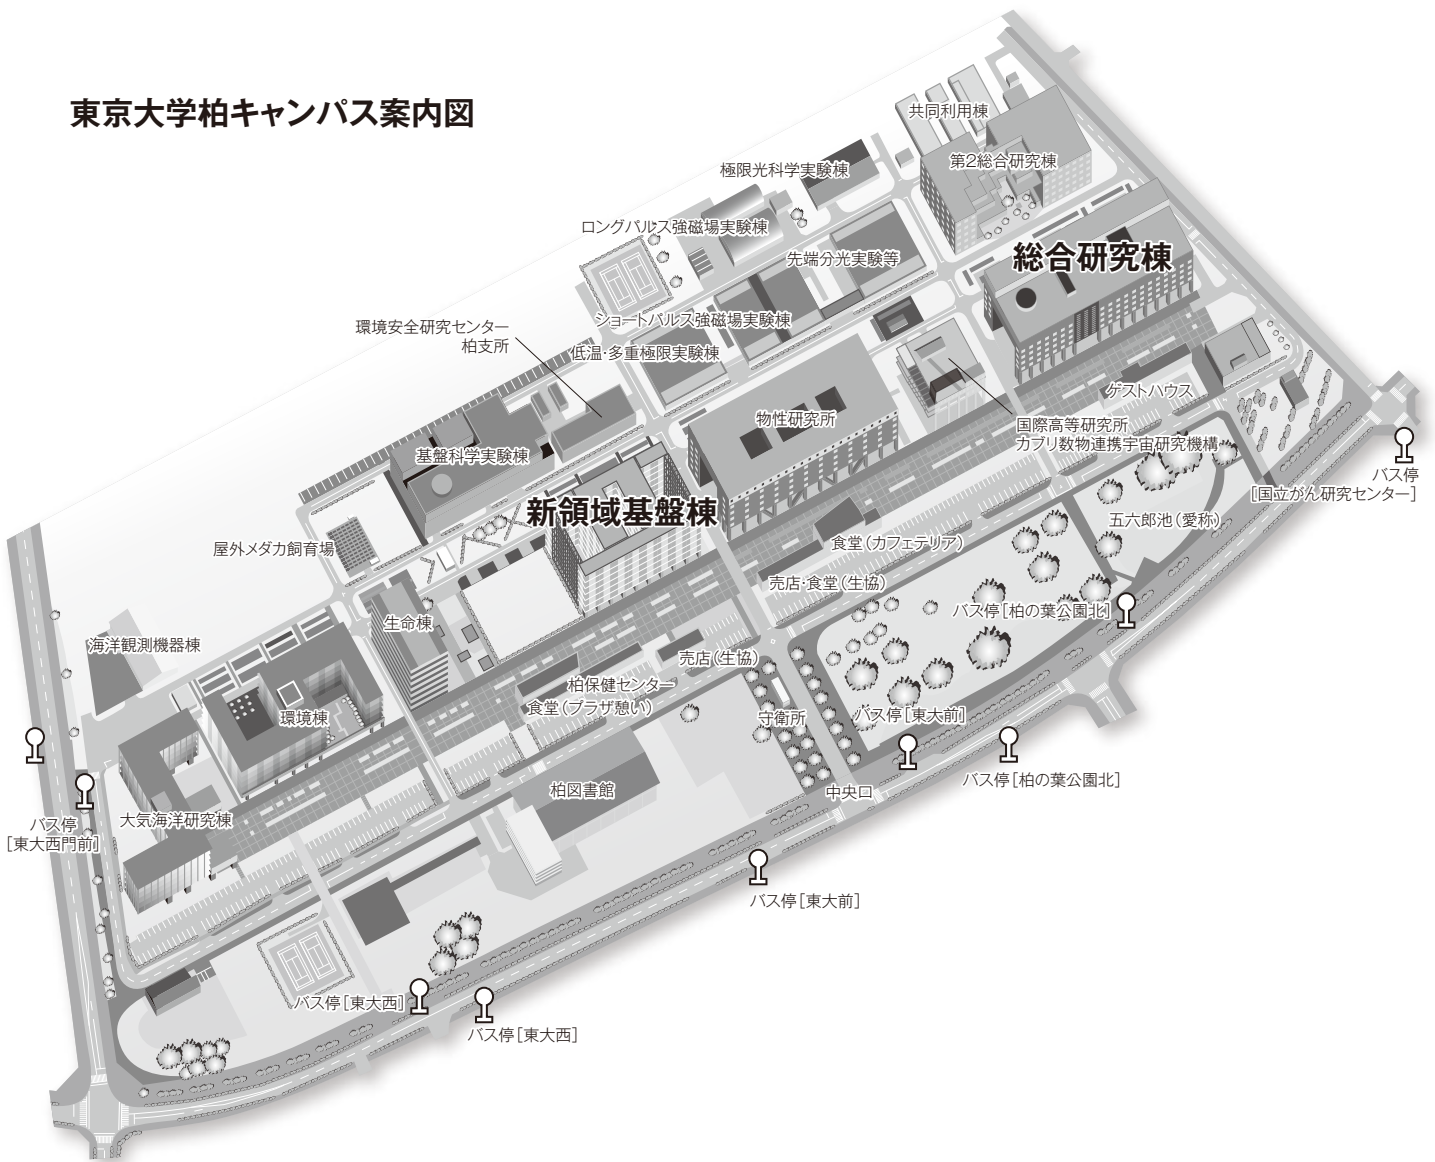 東京大学柏キャンパス案内図
共同利用棟
第2総合研究棟
極限光科学実験棟
ロングパルス強磁場実験棟
先端分光実験等
総合研究棟
環境安全研究センター
柏支所
ショートパルス強磁場実験棟
低温・多重極限実験棟
ゲストハウス
物性研究所
国際高等研究所
カブリ数物連携宇宙研究機構
基盤科学実験棟
バス停
[国立がん研究センター]
新領域基盤棟
五六郎池(愛称)
屋外メダカ飼育場
食堂(カフェテリア)
売店・食堂(生協)
バス停[柏の葉公園北]
生命棟
海洋観測機器棟
売店(生協)
柏保健センター
食堂(プラザ憩い)
環境棟
守衛所
バス停[東大前]
バス停[柏の葉公園北]
柏図書館
中央口
大気海洋研究棟
バス停
[東大西門前]
バス停[東大前]
バス停[東大西]
バス停[東大西]